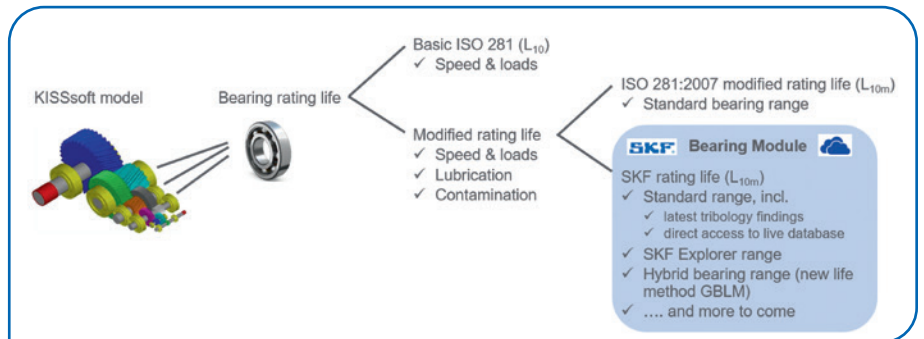 KISSsoft model
Bearing rating life
Basic ISO 281 (L10)
✓ Speed & loads
Modified rating life
✓ Speed & loads
✓ Lubrication
✓ Contamination
ISO 281:2007 modified rating life (L10m)
✓ Standard bearing range
SKF Bearing Module
SKF rating life (L10m)
✓ Standard range, incl.
✓ latest tribology findings
✓ direct access to live database
✓ SKF Explorer range
✓ Hybrid bearing range (new life
method GBLM)
✓ .... and more to come